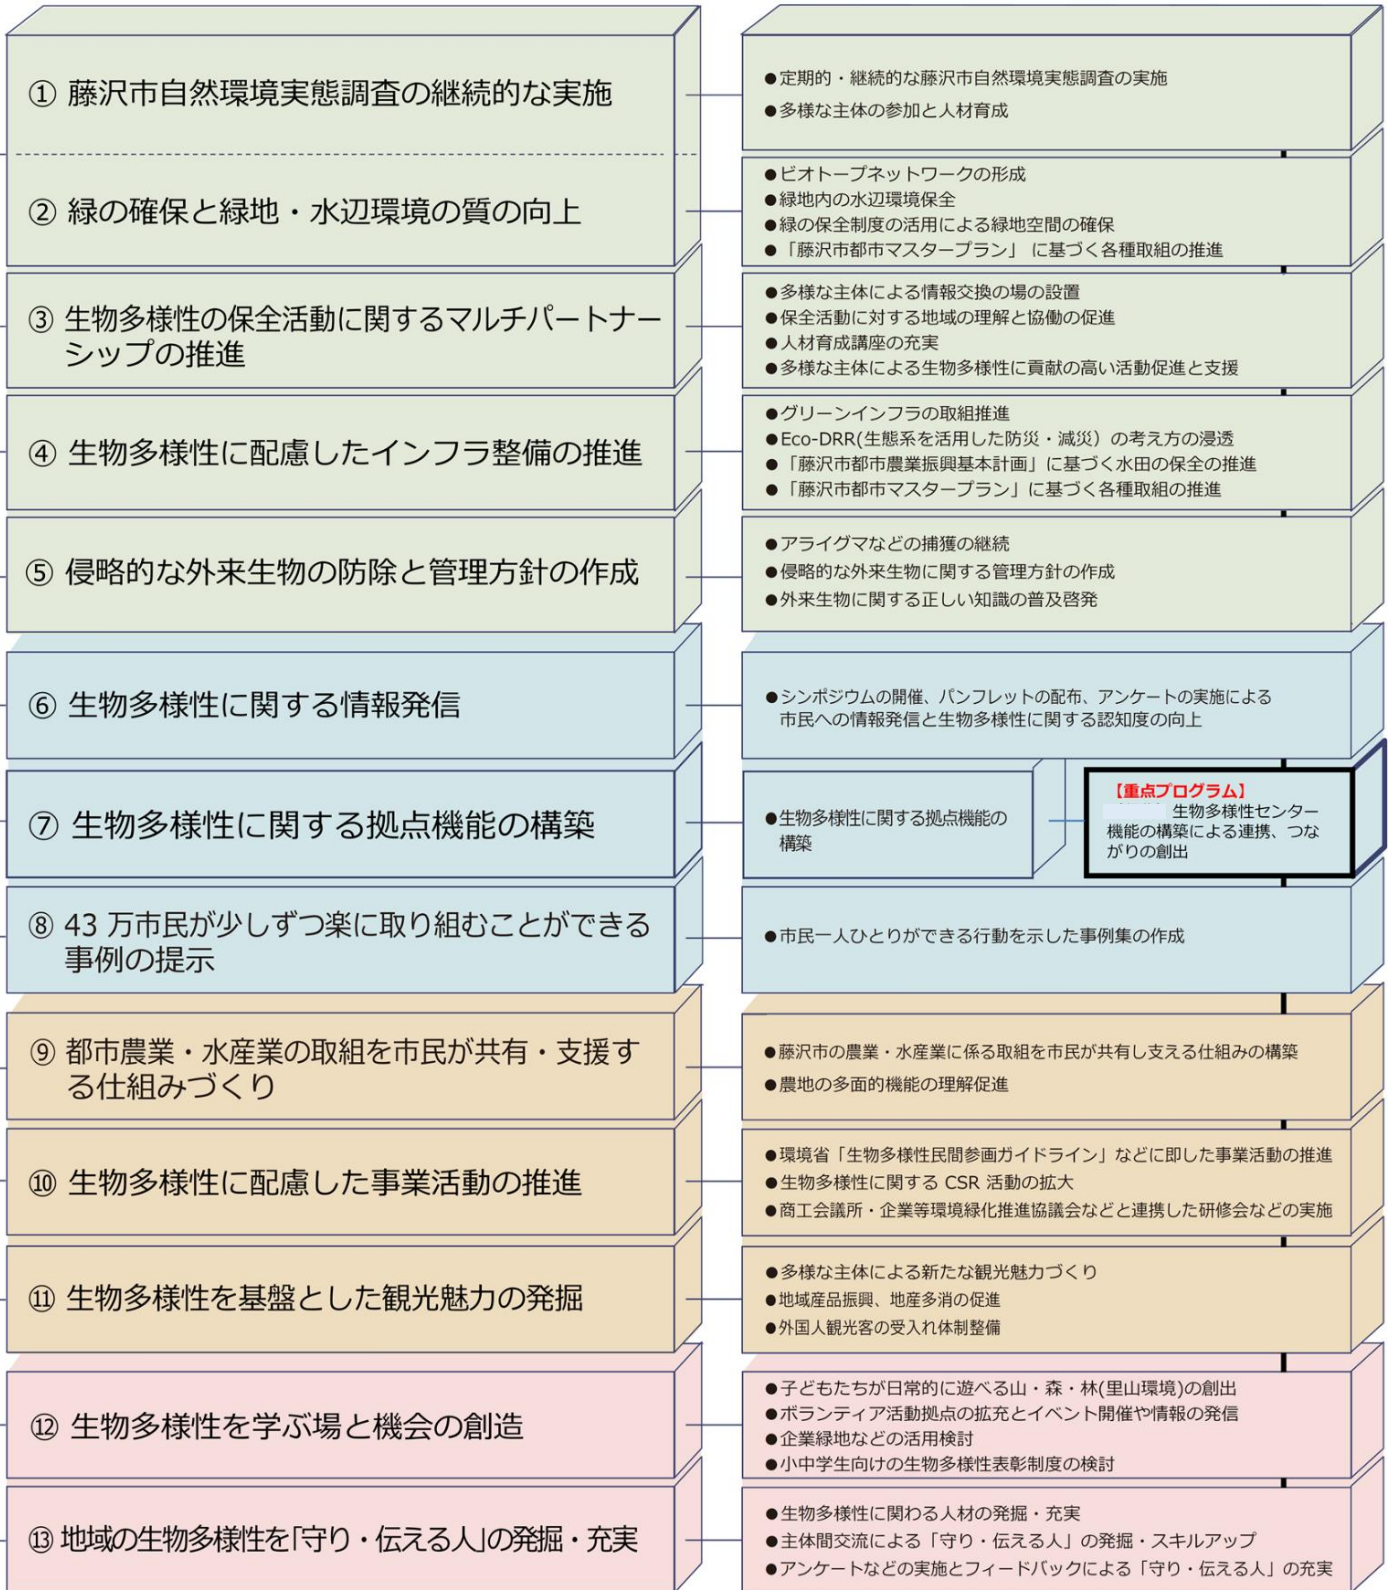 ① 藤沢市自然環境実態調査の継続的な実施
●定期的・継続的な藤沢市自然環境実態調査の実施
●多様な主体の参加と人材育成
② 緑の確保と緑地・水辺環境の質の向上
●ビオトープネットワークの形成
●緑地内の水辺環境保全
●緑の保全制度の活用による緑地空間の確保
●「藤沢市都市マスタープラン」 に基づく各種取組の推進
③ 生物多様性の保全活動に関するマルチパートナー
シップの推進
●多様な主体による情報交換の場の設置
●保全活動に対する地域の理解と協働の促進
●人材育成講座の充実
●多様な主体による生物多様性に貢献の高い活動促進と支援
④ 生物多様性に配慮したインフラ整備の推進
●グリーンインフラの取組推進
●Eco-DRR(生態系を活用した防災・減災）の考え方の浸透
●「藤沢市都市農業振興基本計画」に基づく水田の保全の推進
●「藤沢市都市マスタープラン」に基づく各種取組の推進
⑤ 侵略的な外来生物の防除と管理方針の作成
●アライグマなどの捕獲の継続
●侵略的な外来生物に関する管理方針の作成
●外来生物に関する正しい知識の普及啓発
⑥ 生物多様性に関する情報発信
●シンポジウムの開催、パンフレットの配布、アンケートの実施による
市民への情報発信と生物多様性に関する認知度の向上
⑦ 生物多様性に関する拠点機能の構築
●生物多様性に関する拠点機能の
構築
【重点プログラム】
生物多様性センター
機能の構築による連携、つな
がりの創出
⑧ 43 万市民が少しずつ楽に取り組むことができる
事例の提示
●市民一人ひとりができる行動を示した事例集の作成
⑨ 都市農業・水産業の取組を市民が共有・支援す
る仕組みづくり
●藤沢市の農業・水産業に係る取組を市民が共有し支える仕組みの構築
●農地の多面的機能の理解促進
⑩ 生物多様性に配慮した事業活動の推進
●環境省「生物多様性民間参画ガイドライン」などに即した事業活動の推進
●生物多様性に関する CSR 活動の拡大
●商工会議所・企業等環境緑化推進協議会などと連携した研修会などの実施
⑪ 生物多様性を基盤とした観光魅力の発掘
●多様な主体による新たな観光魅力づくり
●地域産品振興、地産多消の促進
●外国人観光客の受入れ体制整備
⑫ 生物多様性を学ぶ場と機会の創造
●子どもたちが日常的に遊べる山・森・林(里山環境)の創出
●ボランティア活動拠点の拡充とイベント開催や情報の発信
●企業緑地などの活用検討
●小中学生向けの生物多様性表彰制度の検討
⑬ 地域の生物多様性を「守り・伝える人」の発掘・充実
●生物多様性に関わる人材の発掘・充実
●主体間交流による「守り・伝える人」の発掘・スキルアップ
●アンケートなどの実施とフィードバックによる「守り・伝える人」の充実